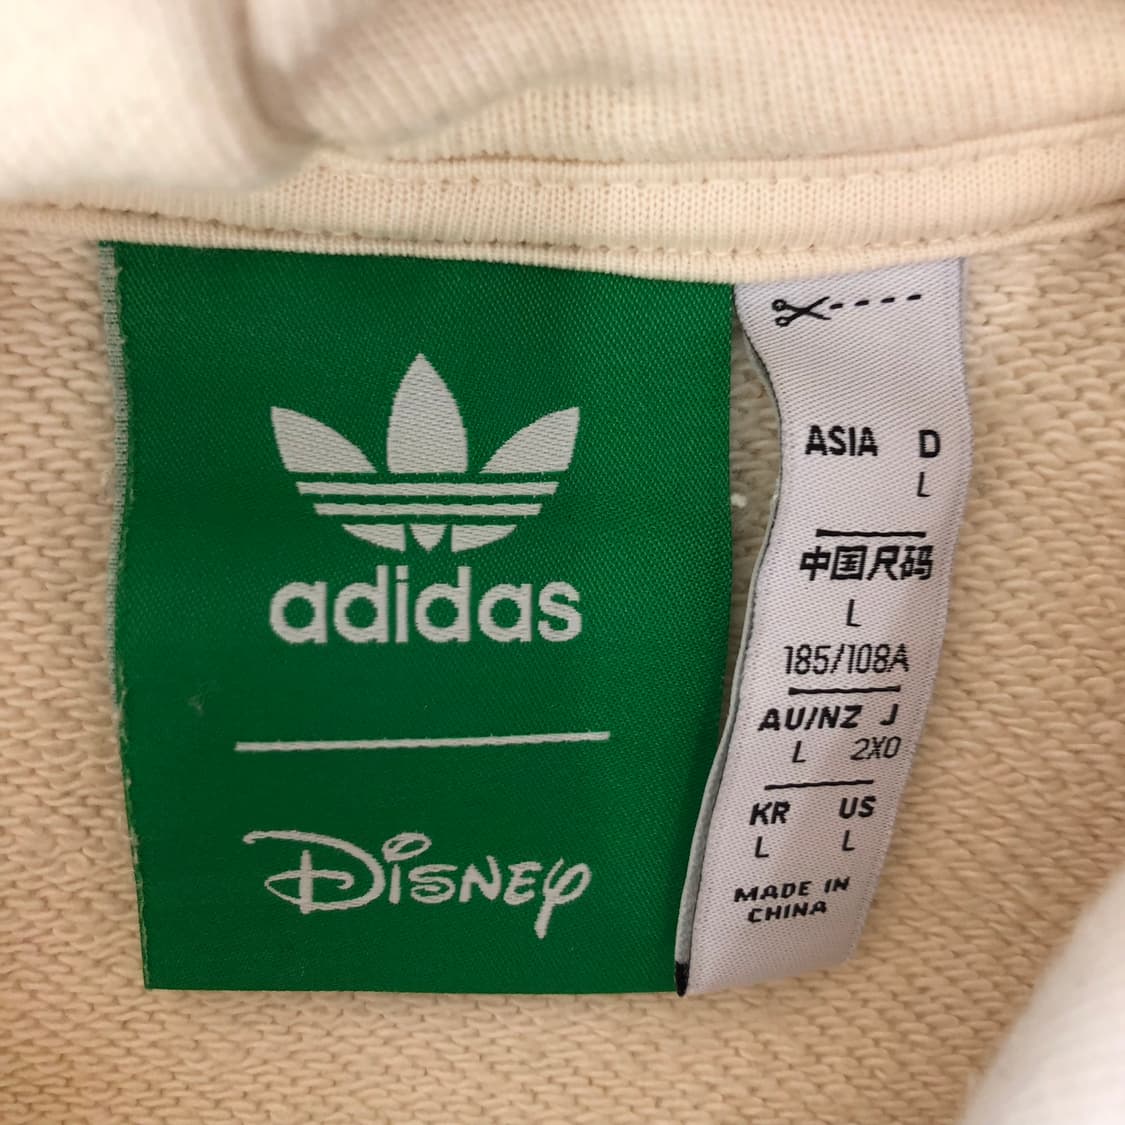 adidas
Disney
ASIA D
L
中国尺码
L
185/108A
AU/NZ J
L 2XO
KR US
L L
MADE IN
CHINA